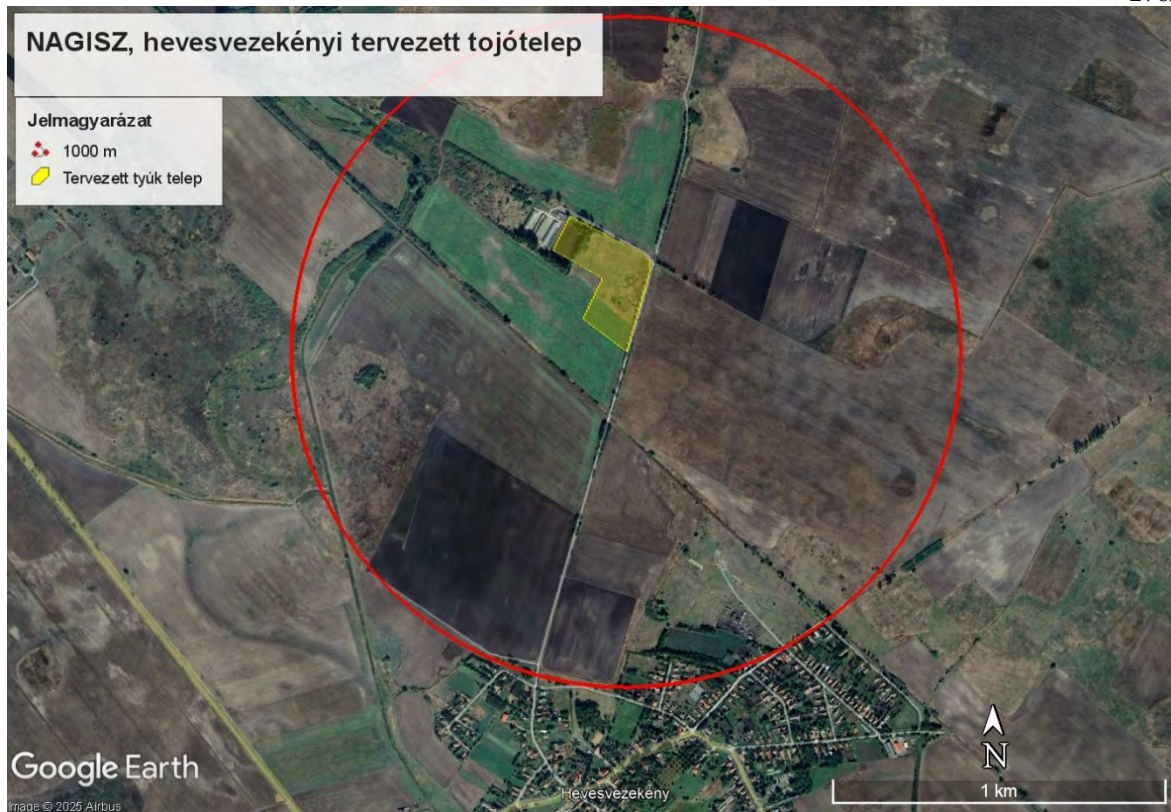 NAGISZ, hevesvezekényi tervezett tojótelep
Jelmagyarázat
1000 m
Tervezett tyúk telep
Hevesvezekény
N
1 km
Google Earth
Image © 2025 Airbus